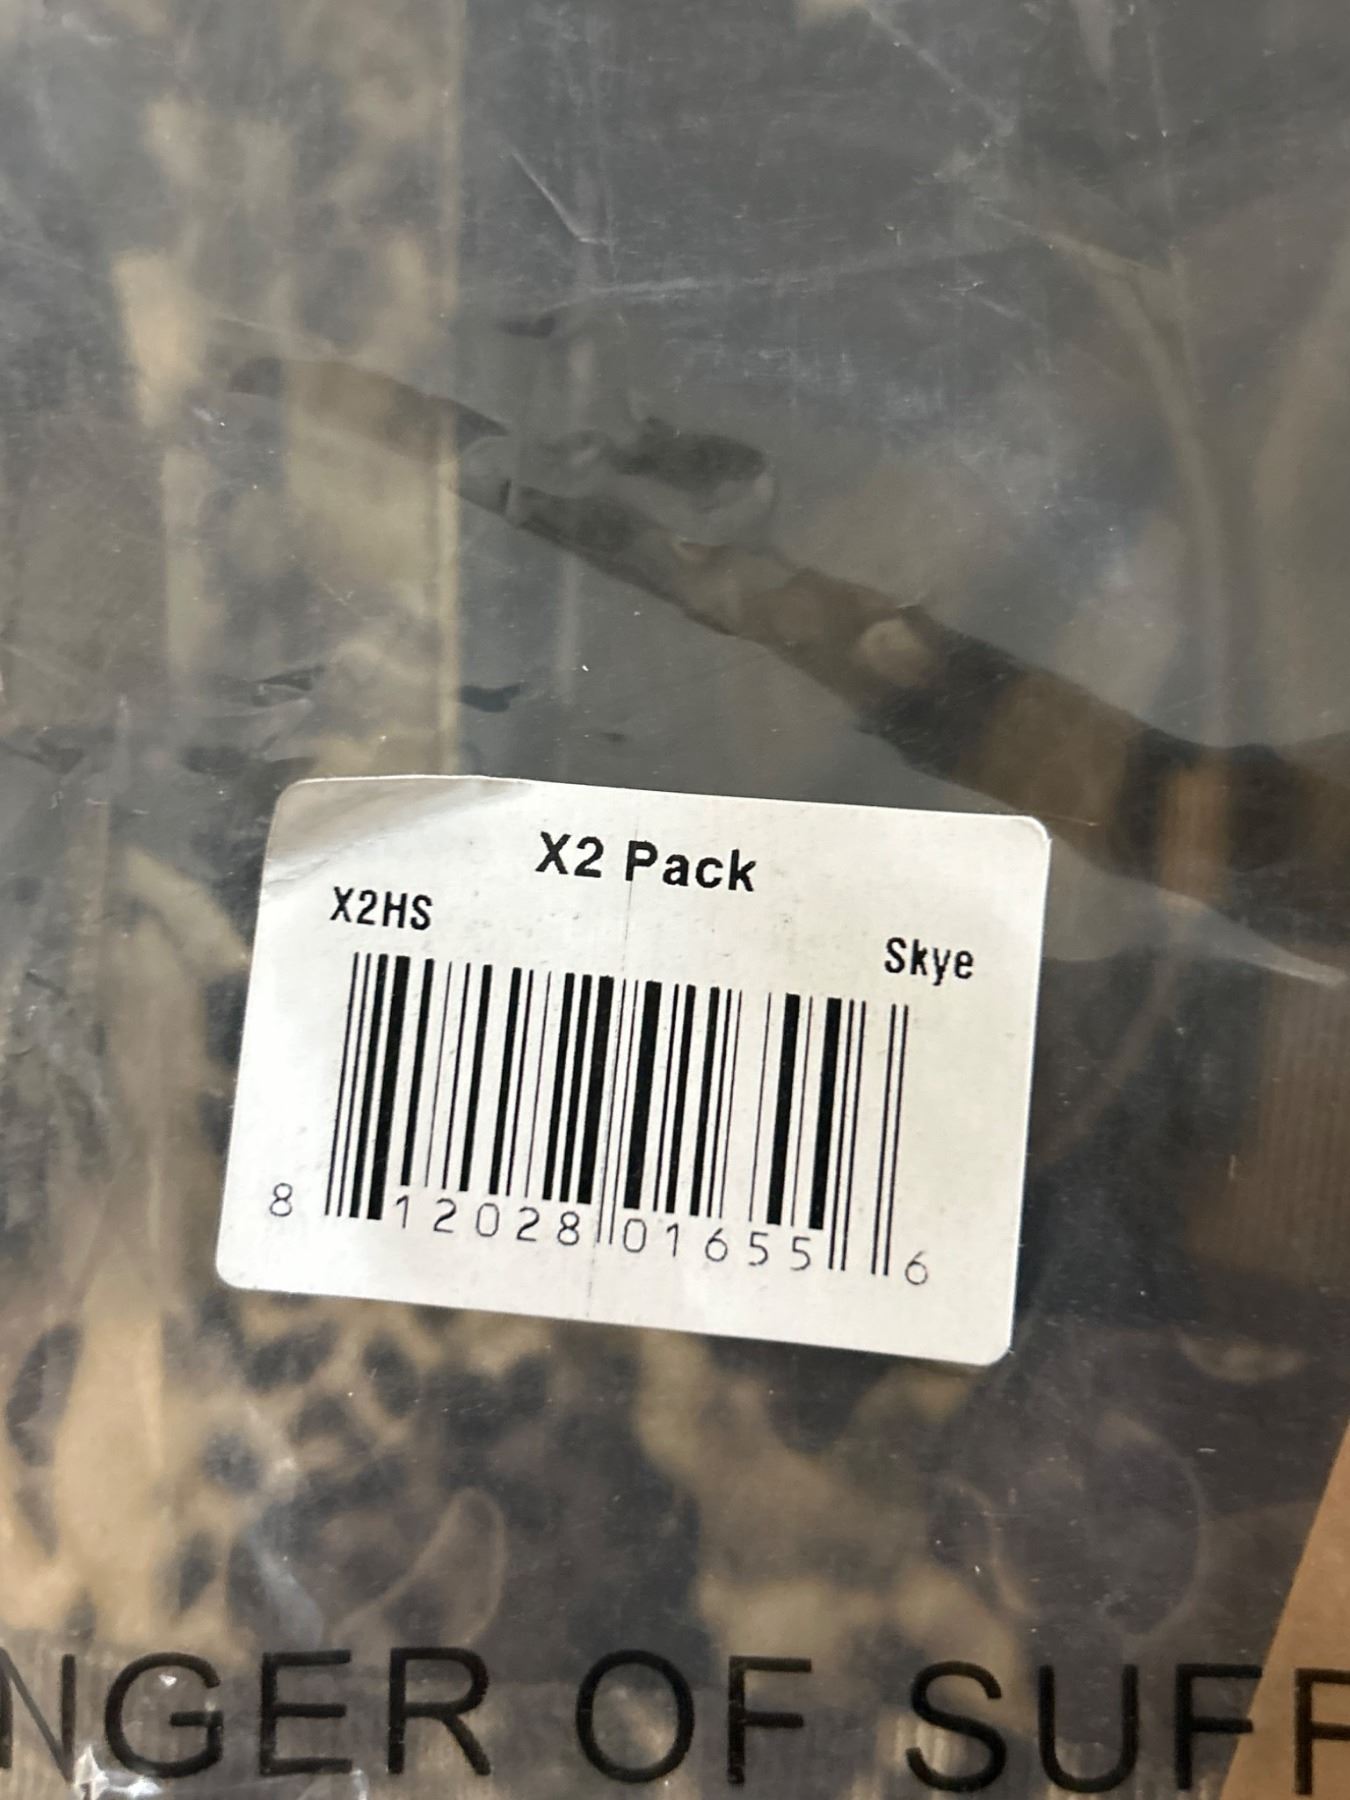 X2 Pack
X2HS
Skye
8 12028 01655 6
NGER OF SUFF